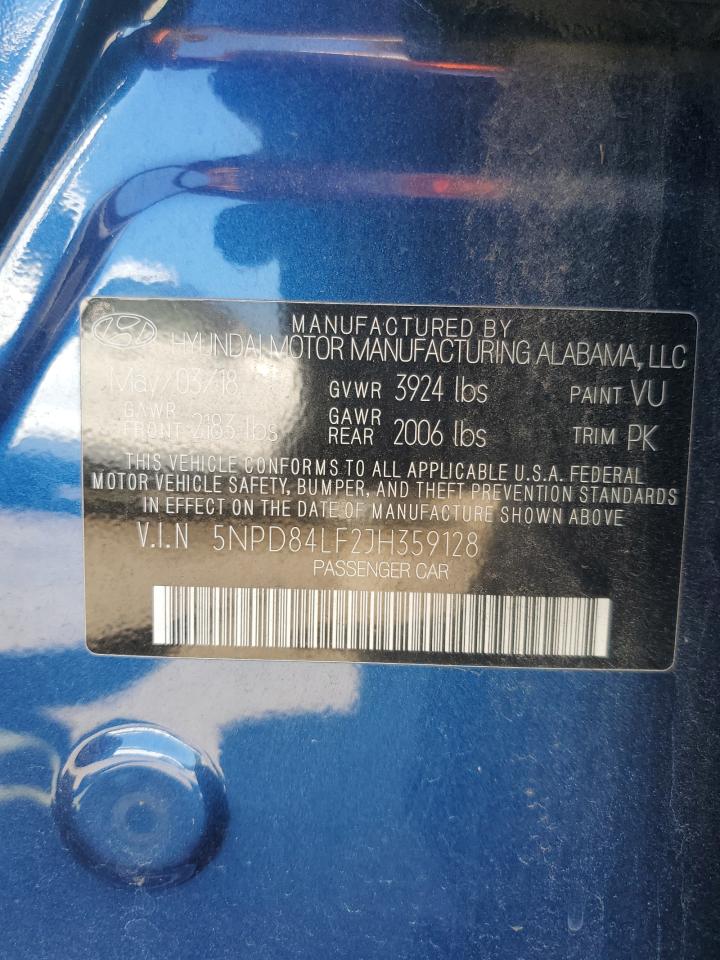 MANUFACTURED BY
HYUNDAI MOTOR MANUFACTURING ALABAMA, LLC
May/03/18 GVWR 3924 lbs PAINT VU
GAWR FRONT 2183 lbs GAWR REAR 2006 lbs TRIM PK
THIS VEHICLE CONFORMS TO ALL APPLICABLE U.S.A. FEDERAL
MOTOR VEHICLE SAFETY, BUMPER, AND THEFT PREVENTION STANDARDS
IN EFFECT ON THE DATE OF MANUFACTURE SHOWN ABOVE
V.I.N 5NPD84LF2JH359128
PASSENGER CAR